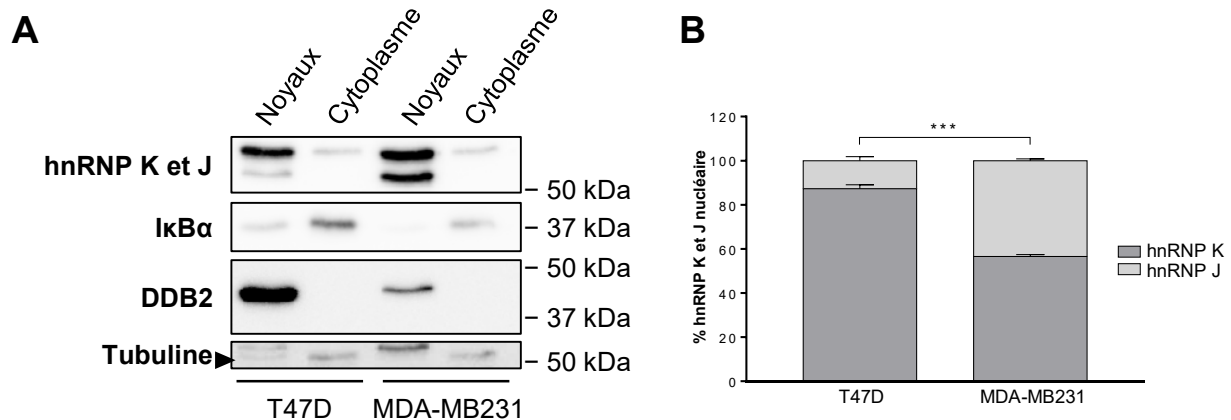 A
Noyaux
Cytoplasme
Noyaux
Cytoplasme
hnRNP K et J
50 kDa
IκBα
37 kDa
50 kDa
DDB2
37 kDa
Tubuline
50 kDa
T47D
MDA-MB231
B
% hnRNP K et J nucléaire
120
100
80
60
40
20
0
***
T47D
MDA-MB231
hnRNP K
hnRNP J